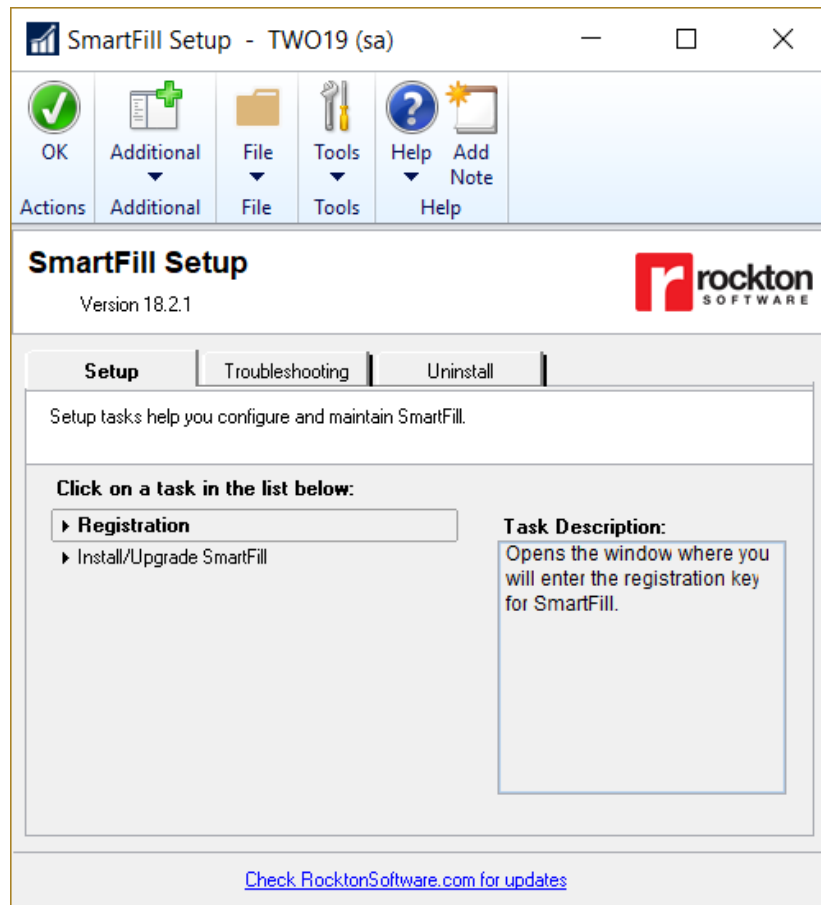 SmartFill Setup - TWO19 (sa)
OK
Additional
File
Tools
Help
Add Note
Actions
Additional
File
Tools
Help
SmartFill Setup
Version 18.2.1
rockton
SOFTWARE
Setup
Troubleshooting
Uninstall
Setup tasks help you configure and maintain SmartFill.
Click on a task in the list below:
Registration
Install/Upgrade SmartFill
Task Description:
Opens the window where you
will enter the registration key
for SmartFill.
Check RocktonSoftware.com for updates